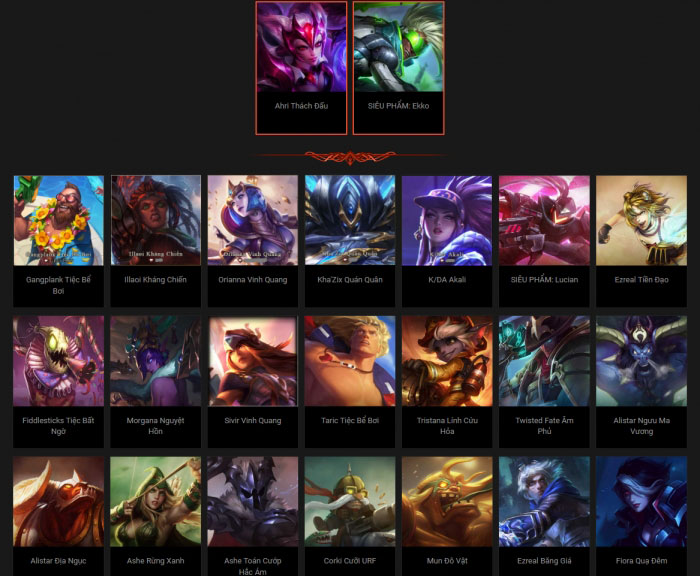 Ahri Thách Đấu
SIÊU PHẨM: Ekko
Gangplank Tiệc Bể
Bơi
Illaoi Kháng Chiến
Illaoi Kháng Chiến
Orianna Vinh Quang
Kha'Zix Quán Quân
K/DA Akali
SIÊU PHẨM: Lucian
Ezreal Tiền Đạo
Fiddlesticks Tiệc Bất
Ngờ
Morgana Nguyệt
Hồn
Sivir Vinh Quang
Taric Tiệc Bể Bơi
Tristana Lính Cứu
Hỏa
Twisted Fate Âm
Phủ
Alistar Ngưu Ma
Vương
Alistar Địa Ngục
Ashe Rừng Xanh
Ashe Toán Cướp
Hắc Ám
Corki Cưỡi URF
Mun Đô Vật
Ezreal Băng Giá
Fiora Quạ Đêm